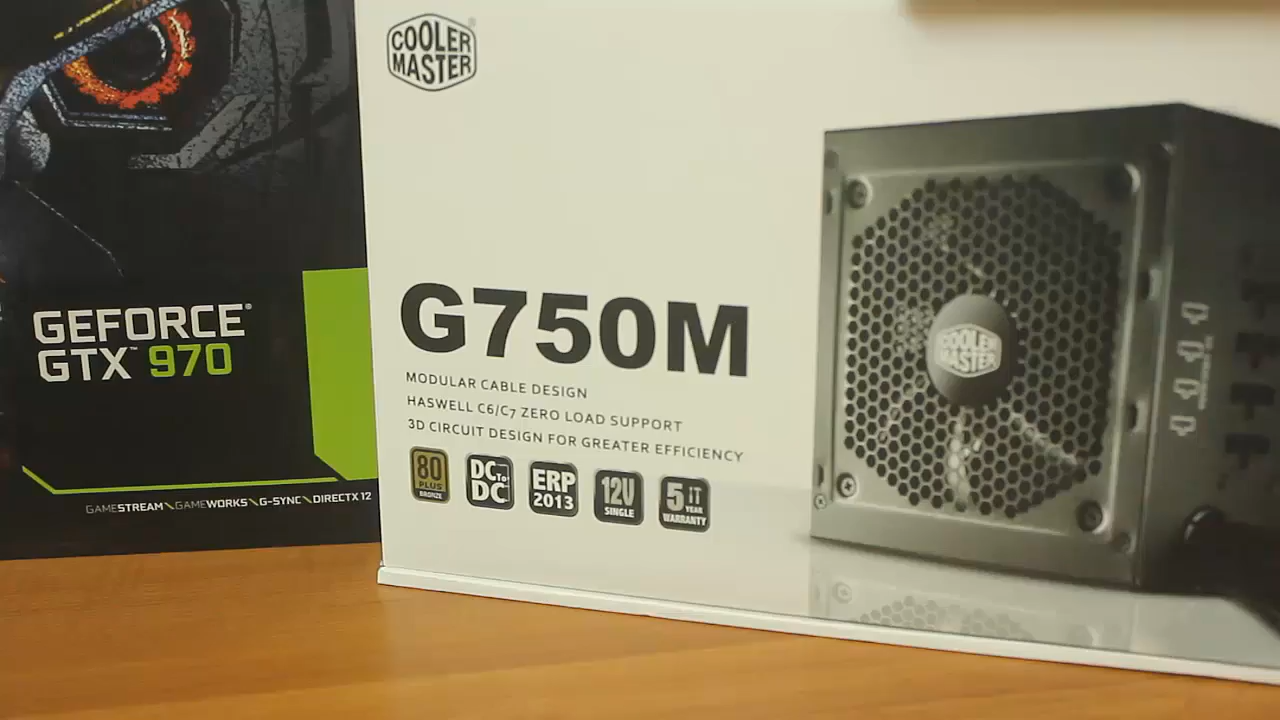 COOLER
MASTER
GEFORCE®
GTX™ 970
GAMESTREAM\GAMEWORKS\G-SYNC\DIRECTX 12
G750M
MODULAR CABLE DESIGN
HASWELL C6/C7 ZERO LOAD SUPPORT
3D CIRCUIT DESIGN FOR GREATER EFFICIENCY
80
PLUS
BRONZE
DC To
DC
ERP
2013
12V
SINGLE
5
YEAR
WARRANTY
COOLER
MASTER